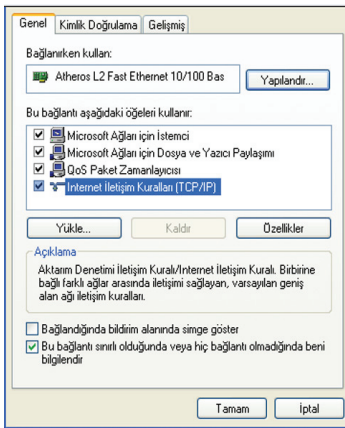 Genel Kimlik Doğrulama Gelişmiş
Bağlanırken kullan:
Atheros L2 Fast Ethernet 10/100 Bas Yapılandır...
Bu bağlantı aşağıdaki öğeleri kullanır:
Microsoft Ağları için İstemci
Microsoft Ağları için Dosya ve Yazıcı Paylaşımı
QoS Paket Zamanlayıcısı
Internet İletişim Kuralları (TCP/IP)
Yükle... Kaldır Özellikler
Açıklama
Aktarım Denetimi İletişim Kuralı/Internet İletişim Kuralı. Birbirine
bağlı farklı ağlar arasında iletişimi sağlayan, varsayılan geniş
alan ağı iletişim kuralları.
Bağlandığında bildirim alanında simge göster
Bu bağlantı sınırlı olduğunda veya hiç bağlantı olmadığında beni
bilgilendir
Tamam İptal